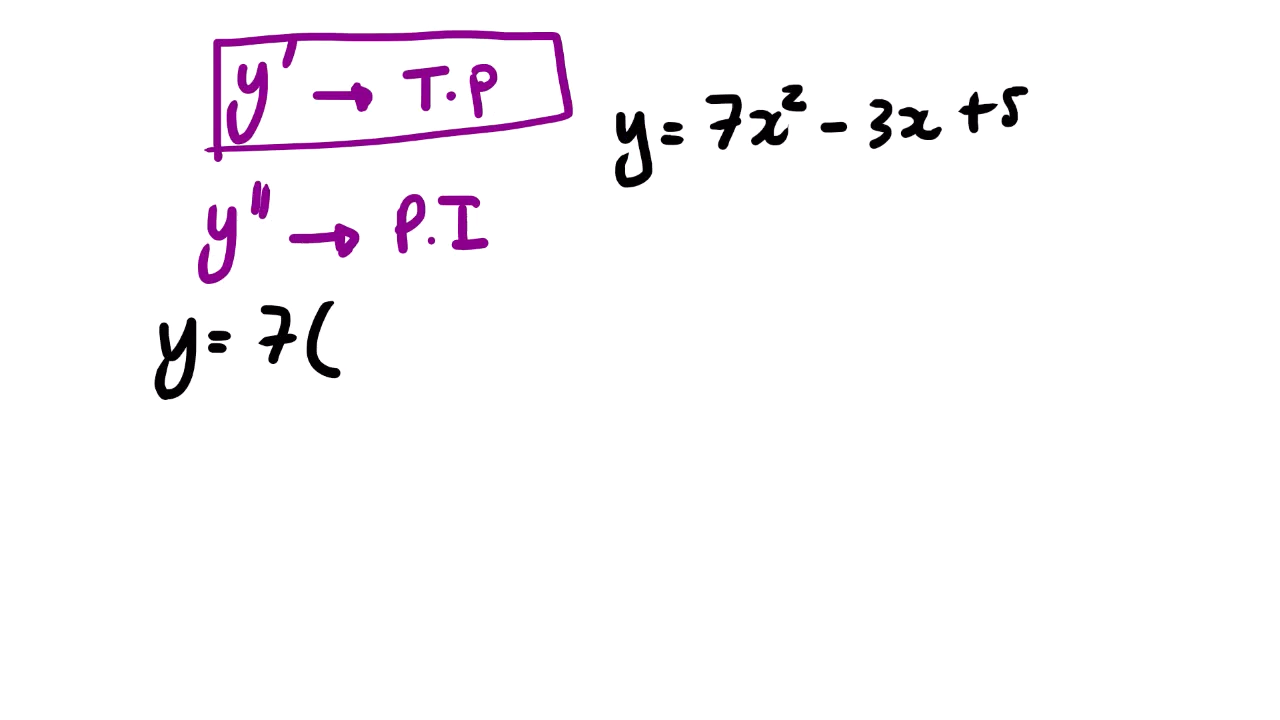 y' → T.P
y = 7x² - 3x + 5
y'' → P.I
y = 7(